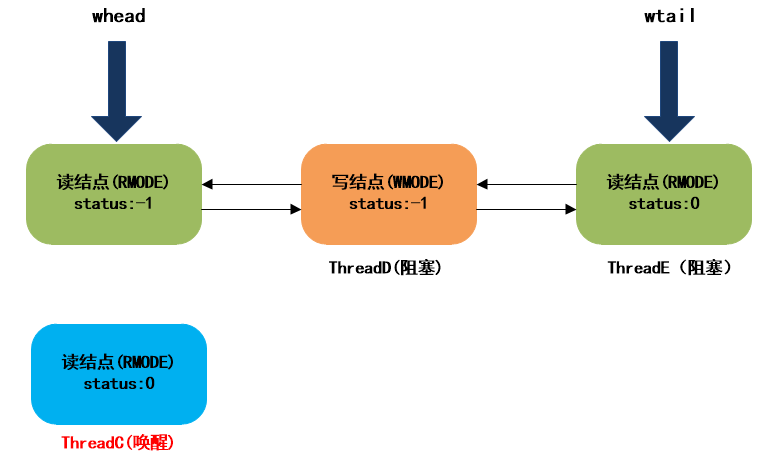 whead
wtail
读结点(RMODE)
status:-1
写结点(WMODE)
status:-1
读结点(RMODE)
status:0
ThreadD(阻塞)
ThreadE（阻塞）
读结点(RMODE)
status:0
ThreadC(唤醒)